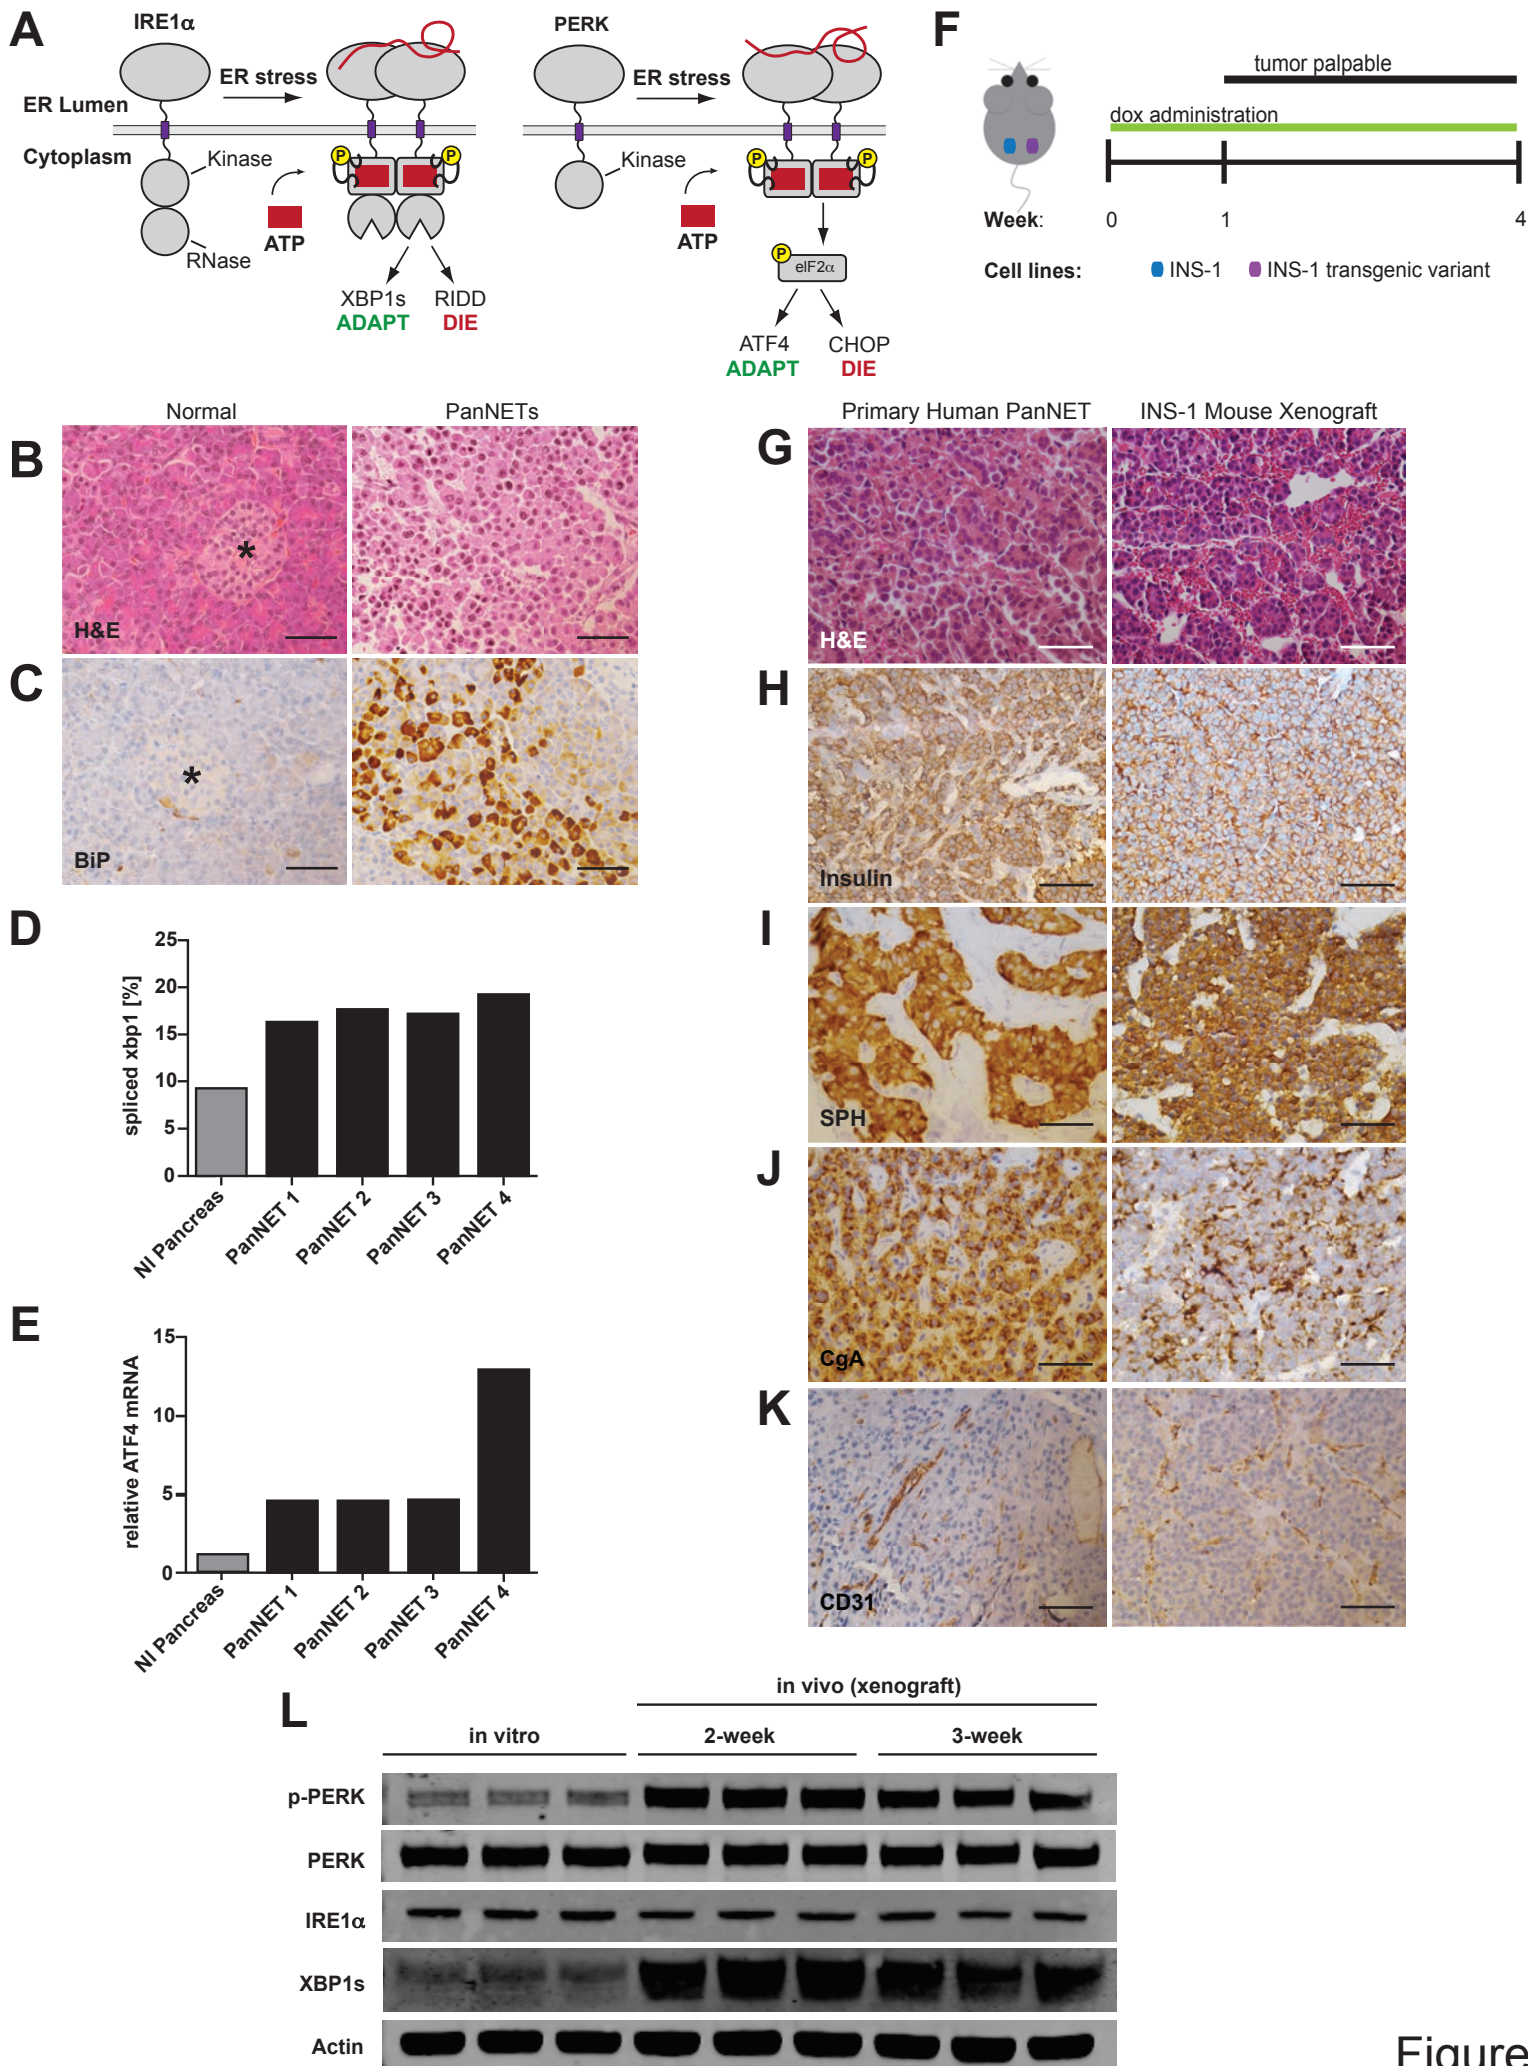 A
IRE1α
ER stress
ER Lumen
Cytoplasm
Kinase
RNase
ATP
P
P
XBP1s
ADAPT
RIDD
DIE
PERK
ER stress
Kinase
ATP
P
P
P
eIF2α
ATF4
ADAPT
CHOP
DIE
F
tumor palpable
dox administration
Week:
0
1
4
Cell lines:
INS-1
INS-1 transgenic variant
Normal
PanNETs
B
*
H&E
C
*
BiP
D
spliced xbp1 [%]
25
20
15
10
5
0
NI Pancreas
PanNET 1
PanNET 2
PanNET 3
PanNET 4
E
relative ATF4 mRNA
15
10
5
0
NI Pancreas
PanNET 1
PanNET 2
PanNET 3
PanNET 4
Primary Human PanNET
INS-1 Mouse Xenograft
G
H&E
H
Insulin
I
SPH
J
CgA
K
CD31
L
in vivo (xenograft)
in vitro
2-week
3-week
p-PERK
PERK
IRE1α
XBP1s
Actin
Figure